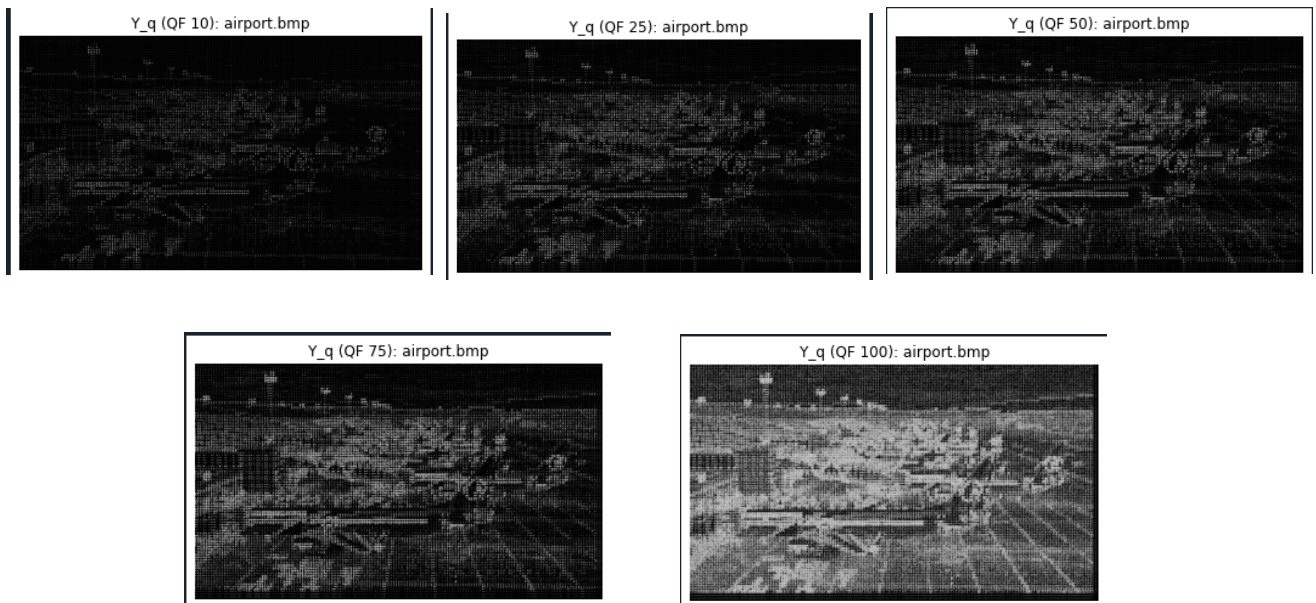 Y_q (QF 10): airport.bmp
Y_q (QF 25): airport.bmp
Y_q (QF 50): airport.bmp
Y_q (QF 75): airport.bmp
Y_q (QF 100): airport.bmp